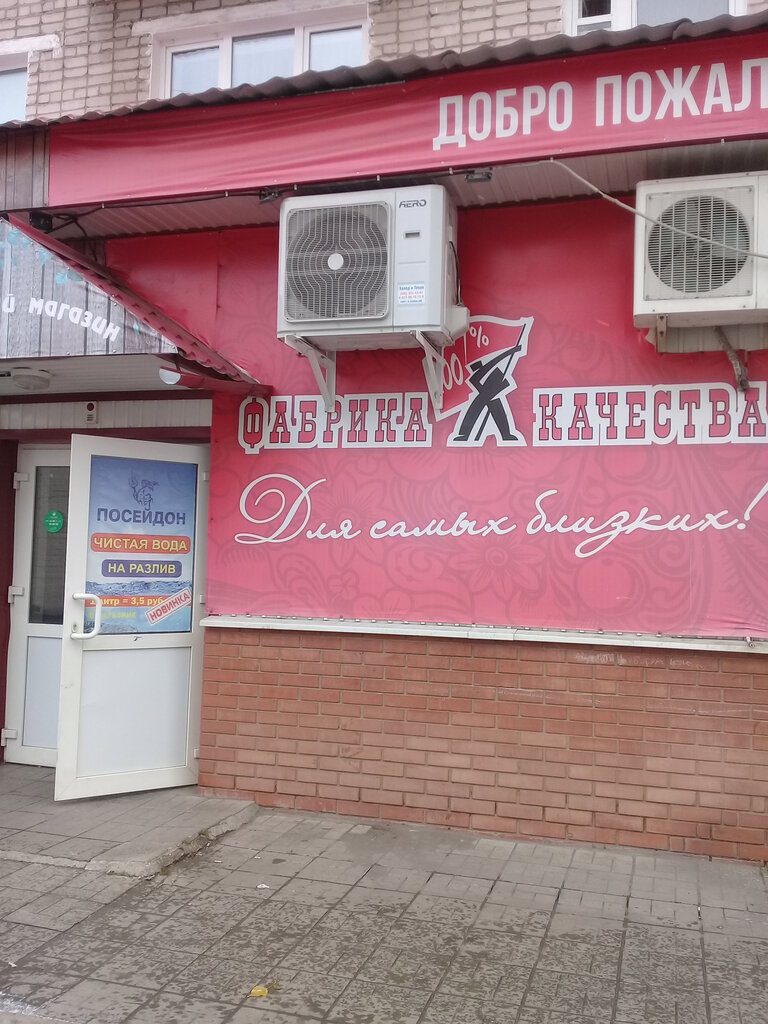 ДОБРО ПОЖАЛ
AERO
й магазин
100%
ФАБРИКА КАЧЕСТВА
Для самых близких!
ПОСЕЙДОН
ЧИСТАЯ ВОДА
НА РАЗЛИВ
1 литр = 3,5 руб
НОВИНКА